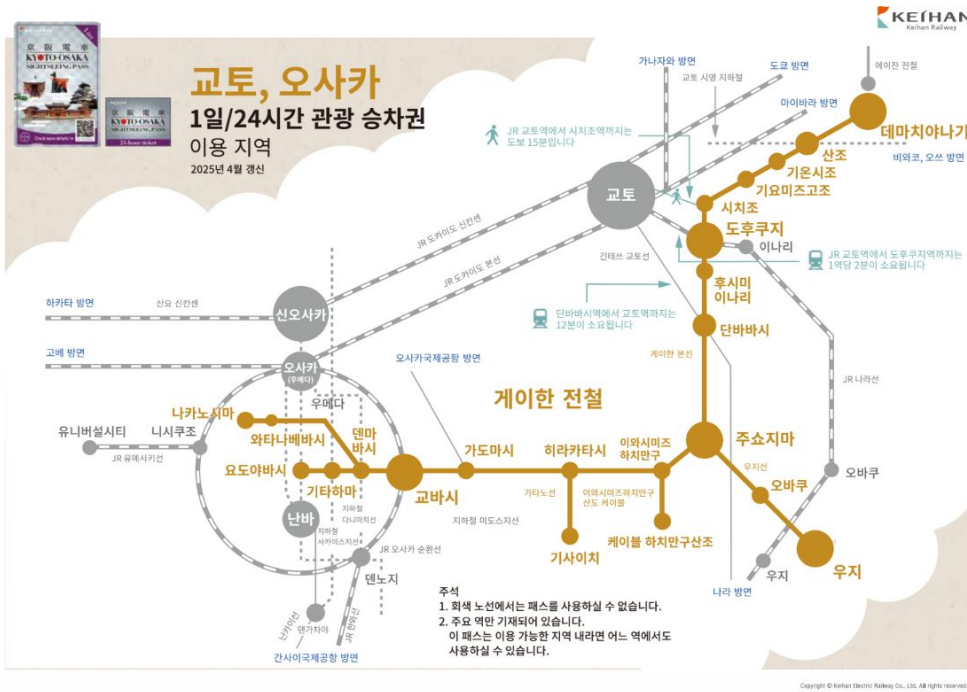 KEIHAN
Keihan Railway
京阪電車
KYOTO-OSAKA
SIGHTSEEING PASS
1day
京阪電車
KYOTO-OSAKA
SIGHTSEEING PASS
24-hour ticket
교토, 오사카
1일/24시간 관광 승차권
이용 지역
2025년 4월 갱신
가나자와 방면
도쿄 방면
에이잔 전철
교토 시영 지하철
마이바라 방면
데마치야나기
JR 교토역에서 시치조역까지는
도보 15분입니다
산조
비와코, 오쓰 방면
기온시조
기요미즈고조
교토
시치조
도후쿠지
이나리
JR 도카이도 신칸센
JR 도카이도 본선
긴테쓰 교토선
JR 교토역에서 도후쿠지역까지는
1역당 2분이 소요됩니다
후시미
이나리
하카타 방면
산요 신칸센
신오사카
단바바시역에서 교토역까지는
12분이 소요됩니다
단바바시
고베 방면
오사카
(우메다)
오사카국제공항 방면
게이한 본선
JR 나라선
우메다
게이한 전철
나카노시마
유니버설시티
니시쿠조
와타나베바시
덴마
바시
JR 유메사키선
가도마시
히라카타시
이와시미즈
하치만구
주쇼지마
요도야바시
기타하마
교바시
우지선
오바쿠
오바쿠
가타노선
이와시미즈하치만구
산도 케이블
난바
지하철
다니마치선
지하철 미도스지선
지하철
사카이스지선
기사이치
케이블 하치만구산조
JR 오사카 순환선
덴노지
우지
우지
나라 방면
난카이선
덴가차야
JR 한와선
간사이국제공항 방면
주석
1. 회색 노선에서는 패스를 사용하실 수 없습니다.
2. 주요 역만 기재되어 있습니다.
이 패스는 이용 가능한 지역 내라면 어느 역에서도
사용하실 수 있습니다.
Copyright © Keihan Electric Railway Co., Ltd. All rights reserved